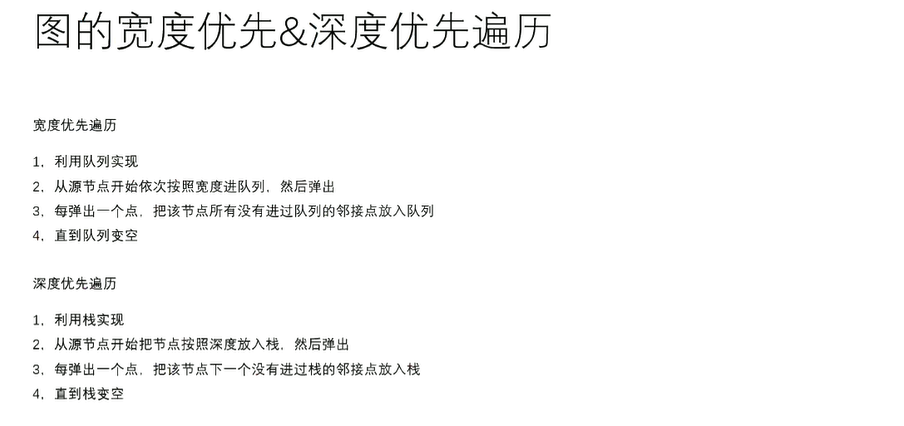 图的宽度优先&深度优先遍历
宽度优先遍历
1，利用队列实现
2，从源节点开始依次按照宽度进队列，然后弹出
3，每弹出一个点，把该节点所有没有进过队列的邻接点放入队列
4，直到队列变空
深度优先遍历
1，利用栈实现
2，从源节点开始把节点按照深度放入栈，然后弹出
3，每弹出一个点，把该节点下一个没有进过栈的邻接点放入栈
4，直到栈变空